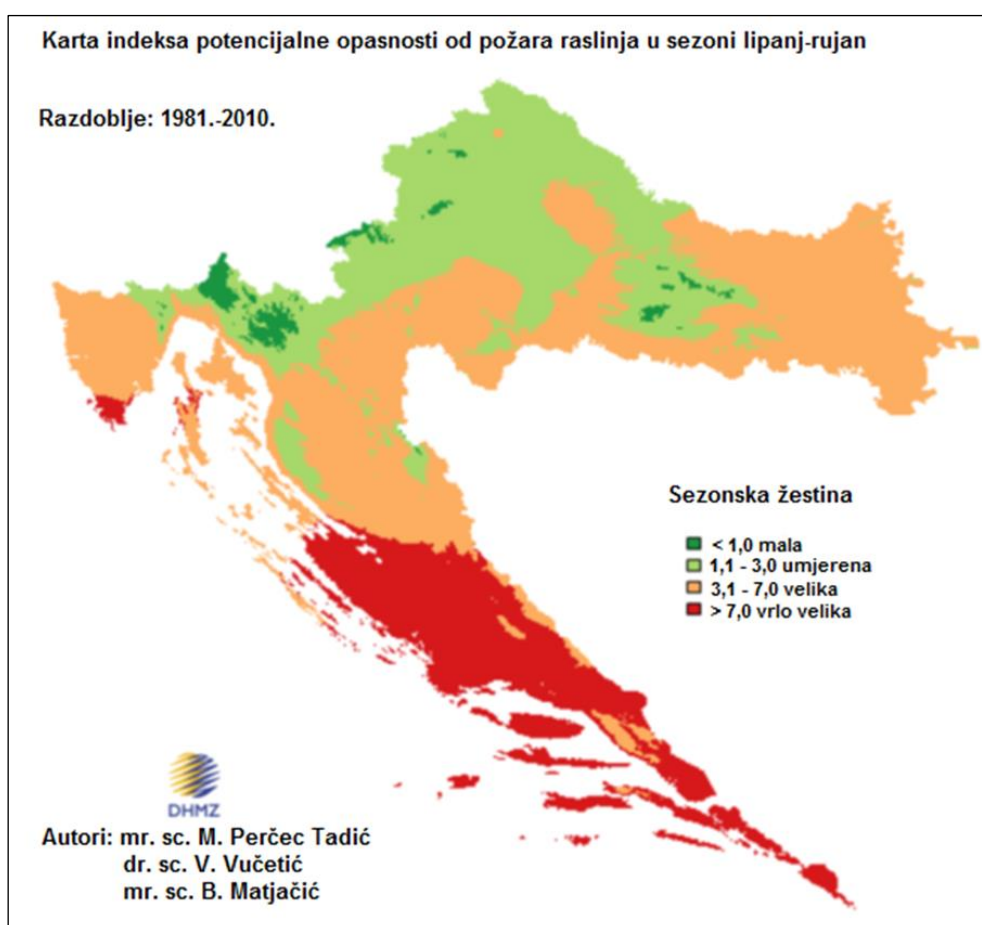 Karta indeksa potencijalne opasnosti od požara raslinja u sezoni lipanj-rujan
Razdoblje: 1981.-2010.
Sezonska žestina
< 1,0 mala
1,1 - 3,0 umjerena
3,1 - 7,0 velika
> 7,0 vrlo velika
DHMZ
Autori: mr. sc. M. Perčec Tadić
dr. sc. V. Vučetić
mr. sc. B. Matjačić